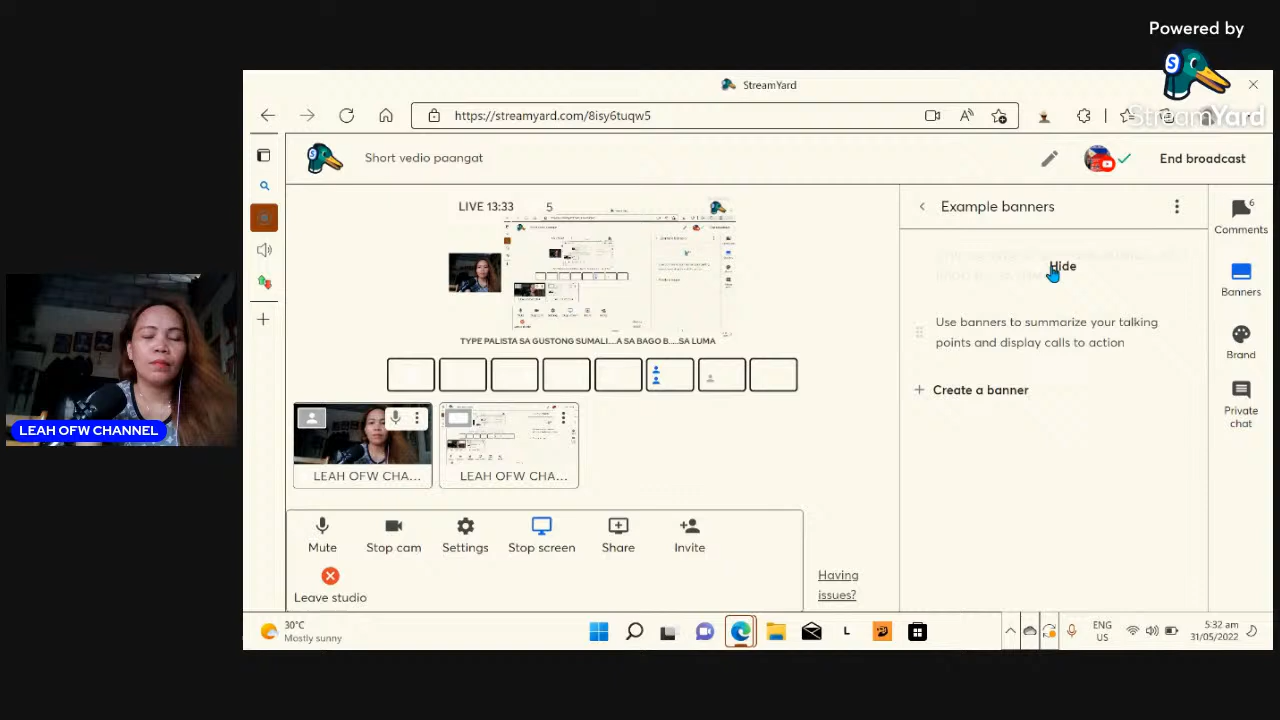 Powered by
StreamYard
StreamYard
https://streamyard.com/8isy6tuqw5
Short vedio paangat
End broadcast
LIVE 13:33
5
Example banners
6
Comments
Hide
Banners
Use banners to summarize your talking
points and display calls to action
Brand
TYPE PALISTA SA GUSTONG SUMALI....A SA BAGO B.....SA LUMA
Create a banner
Private
chat
LEAH OFW CHANNEL
LEAH OFW CHA...
LEAH OFW CHA...
Mute
Stop cam
Settings
Stop screen
Share
Invite
Leave studio
Having
issues?
30°C
Mostly sunny
L
ENG
US
5:32 am
31/05/2022